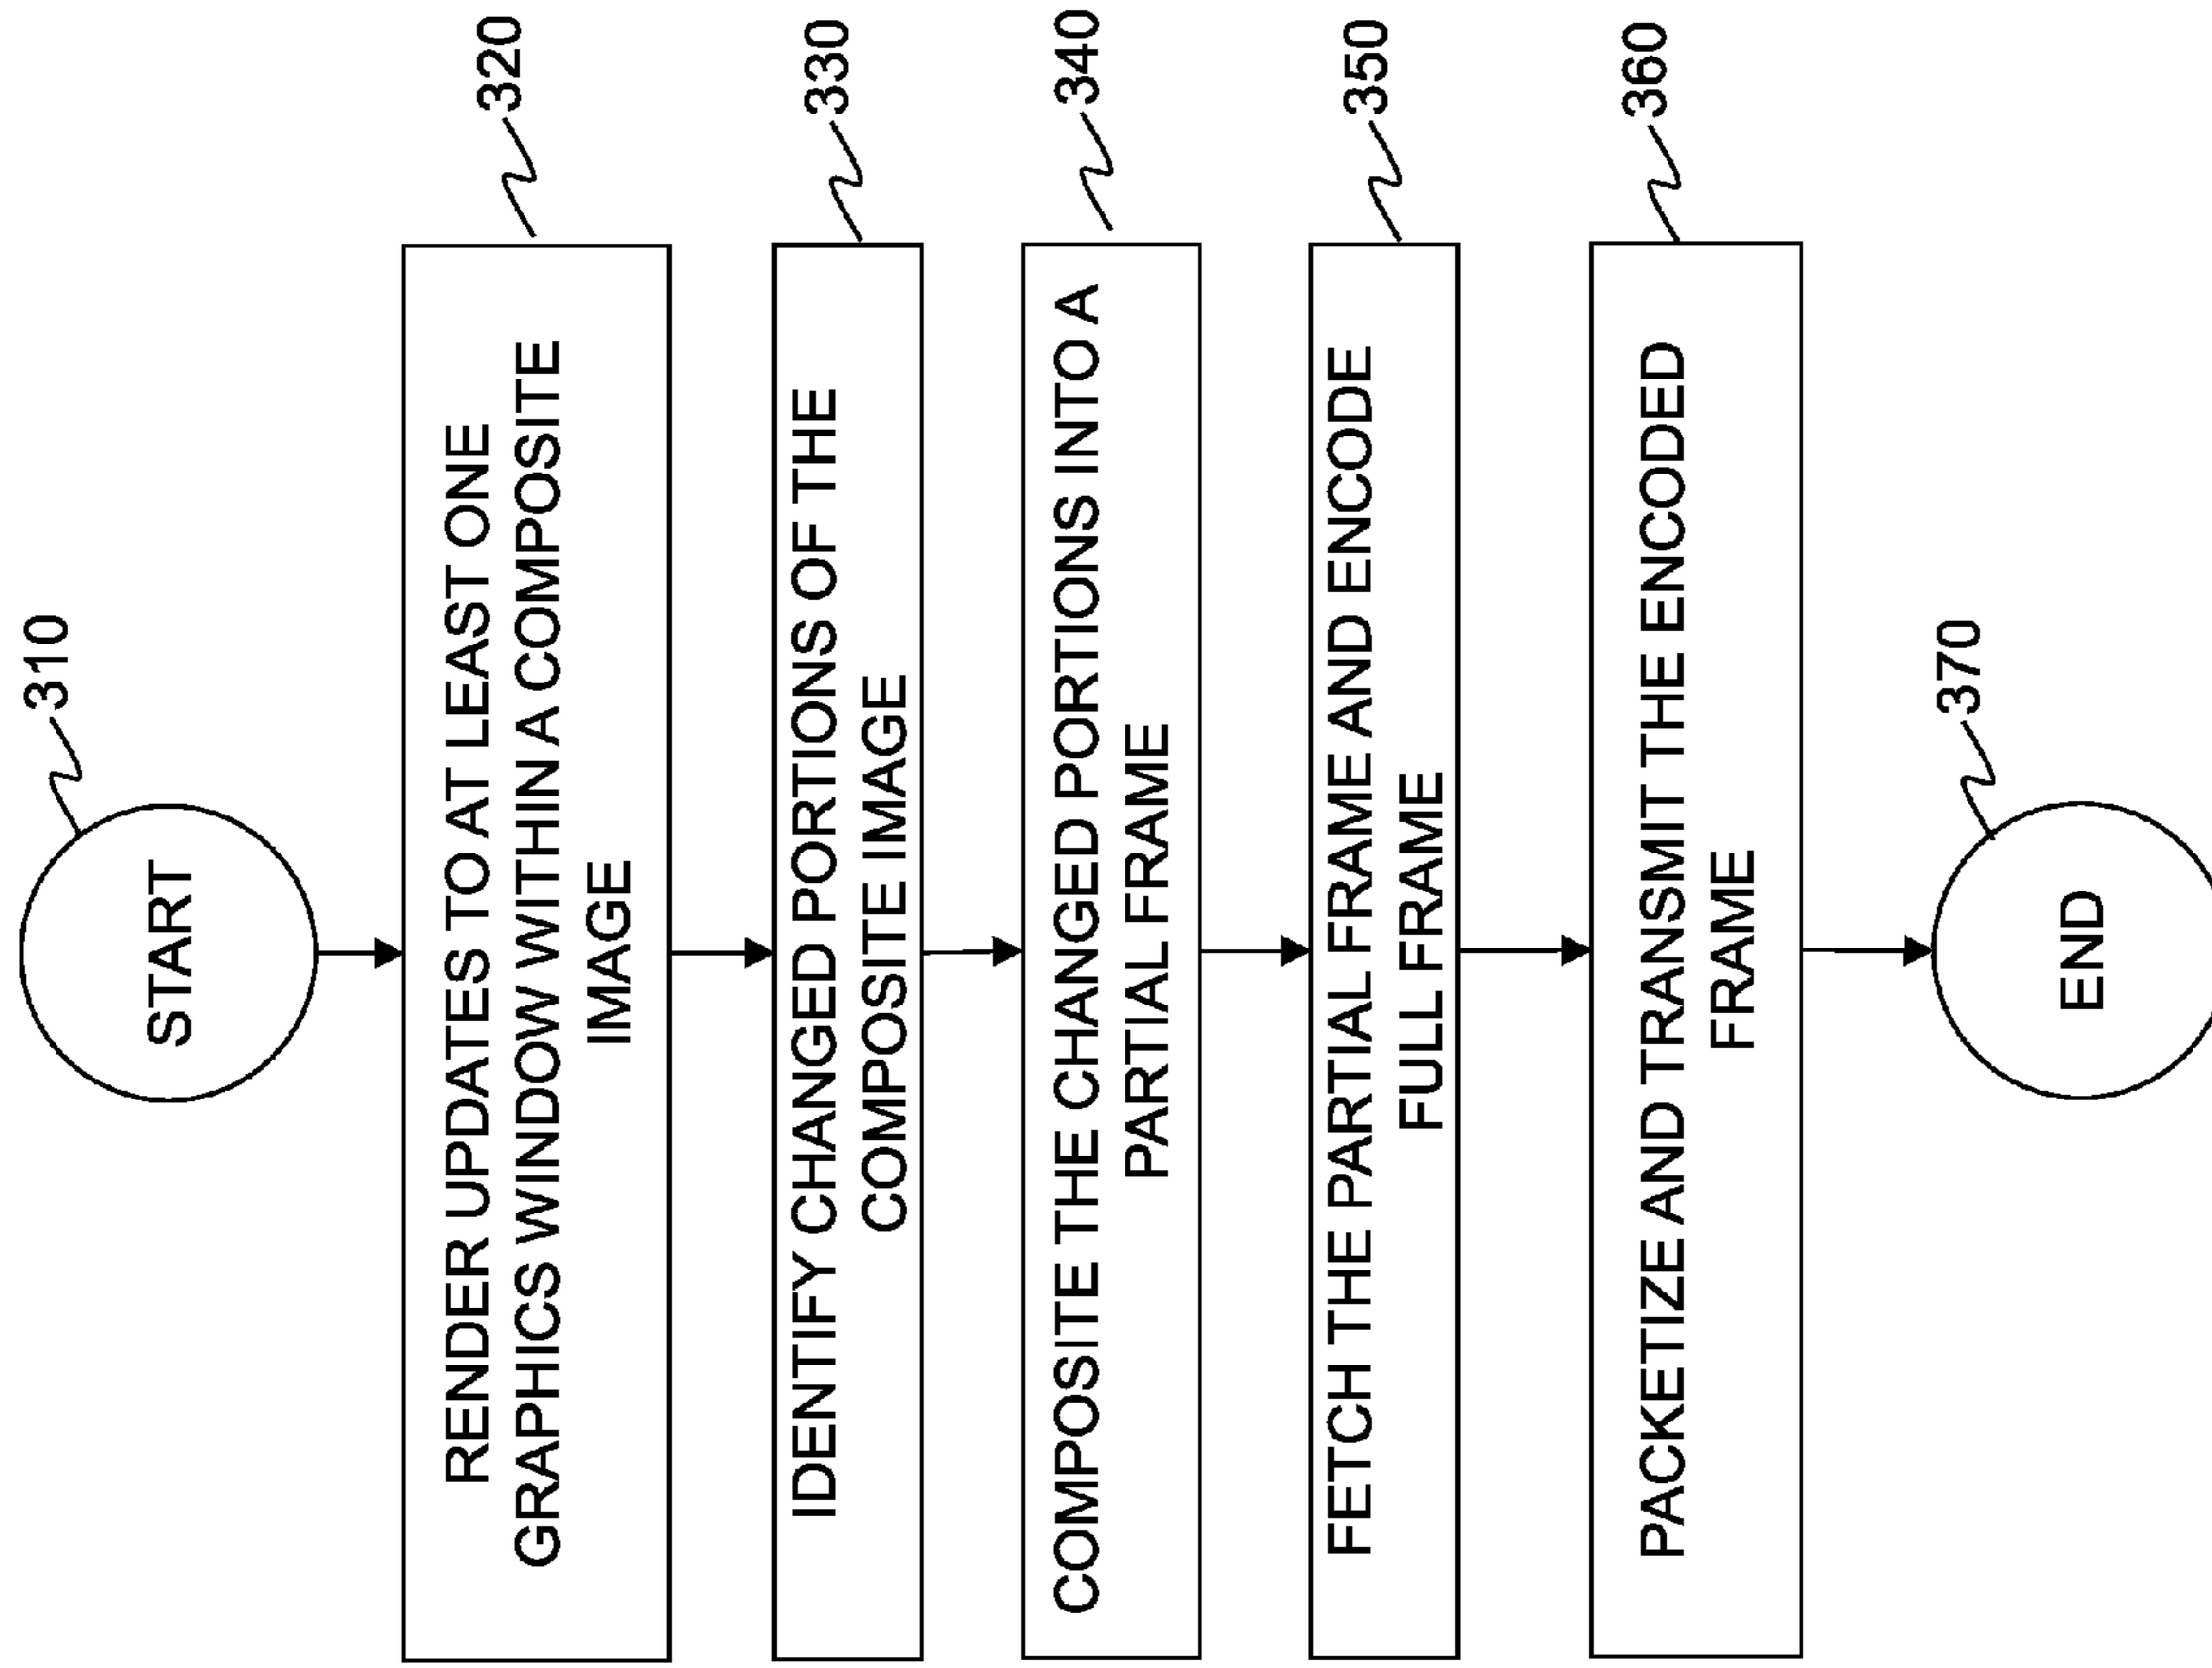 310
START
320
RENDER UPDATES TO AT LEAST ONE
GRAPHICS WINDOW WITHIN A COMPOSITE
IMAGE
330
IDENTIFY CHANGED PORTIONS OF THE
COMPOSITE IMAGE
340
COMPOSITE THE CHANGED PORTIONS INTO A
PARTIAL FRAME
350
FETCH THE PARTIAL FRAME AND ENCODE
FULL FRAME
360
PACKETIZE AND TRANSMIT THE ENCODED
FRAME
370
END